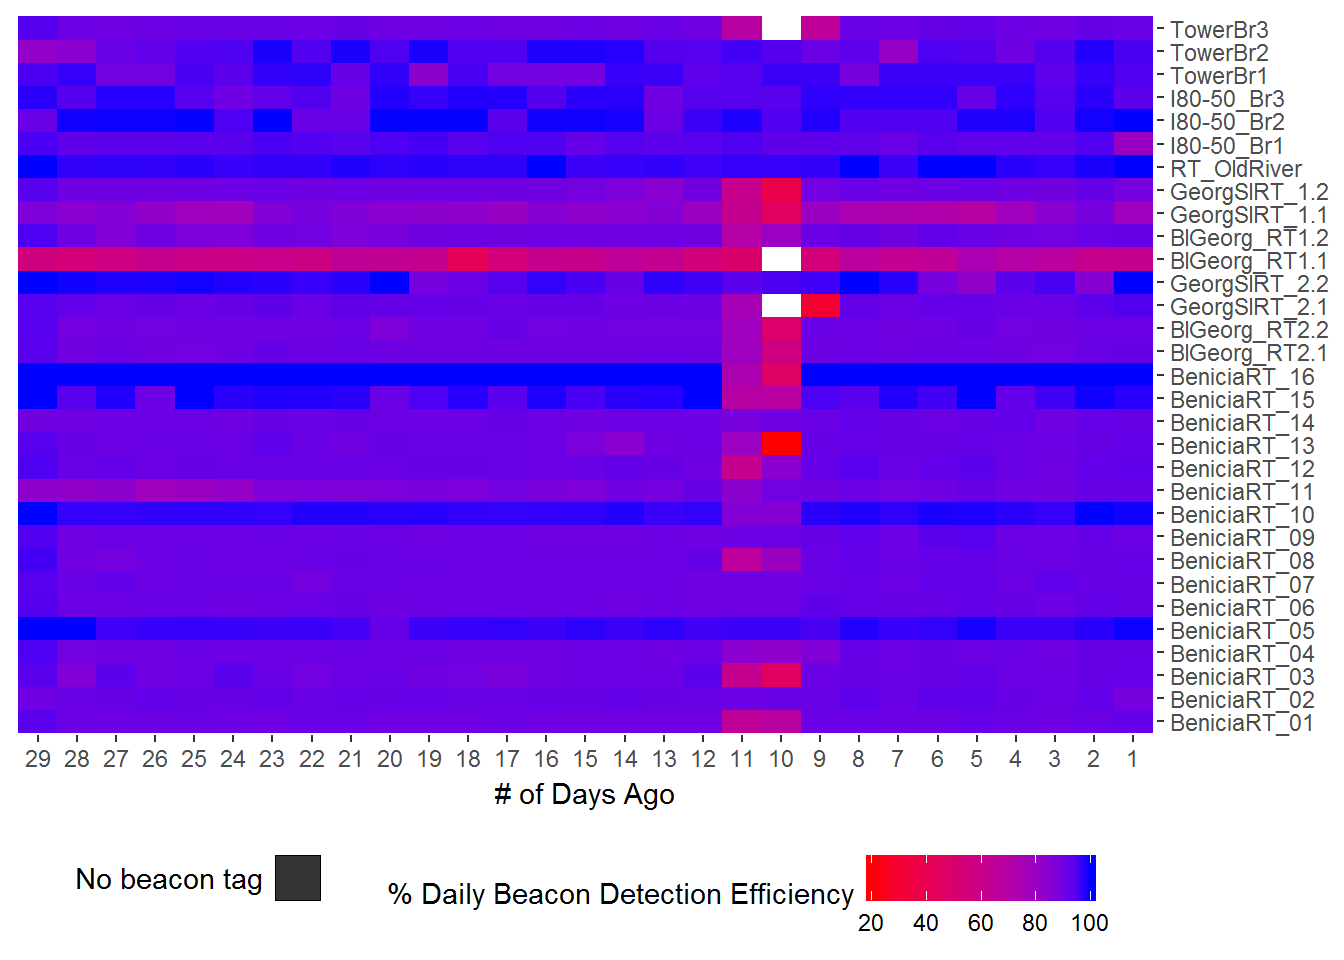 TowerBr3
TowerBr2
TowerBr1
I80-50_Br3
I80-50_Br2
I80-50_Br1
RT_OldRiver
GeorgSlRT_1.2
GeorgSlRT_1.1
BlGeorg_RT1.2
BlGeorg_RT1.1
GeorgSlRT_2.2
GeorgSlRT_2.1
BlGeorg_RT2.2
BlGeorg_RT2.1
BeniciaRT_16
BeniciaRT_15
BeniciaRT_14
BeniciaRT_13
BeniciaRT_12
BeniciaRT_11
BeniciaRT_10
BeniciaRT_09
BeniciaRT_08
BeniciaRT_07
BeniciaRT_06
BeniciaRT_05
BeniciaRT_04
BeniciaRT_03
BeniciaRT_02
BeniciaRT_01
29 28 27 26 25 24 23 22 21 20 19 18 17 16 15 14 13 12 11 10 9 8 7 6 5 4 3 2 1
# of Days Ago
No beacon tag
% Daily Beacon Detection Efficiency
20 40 60 80 100